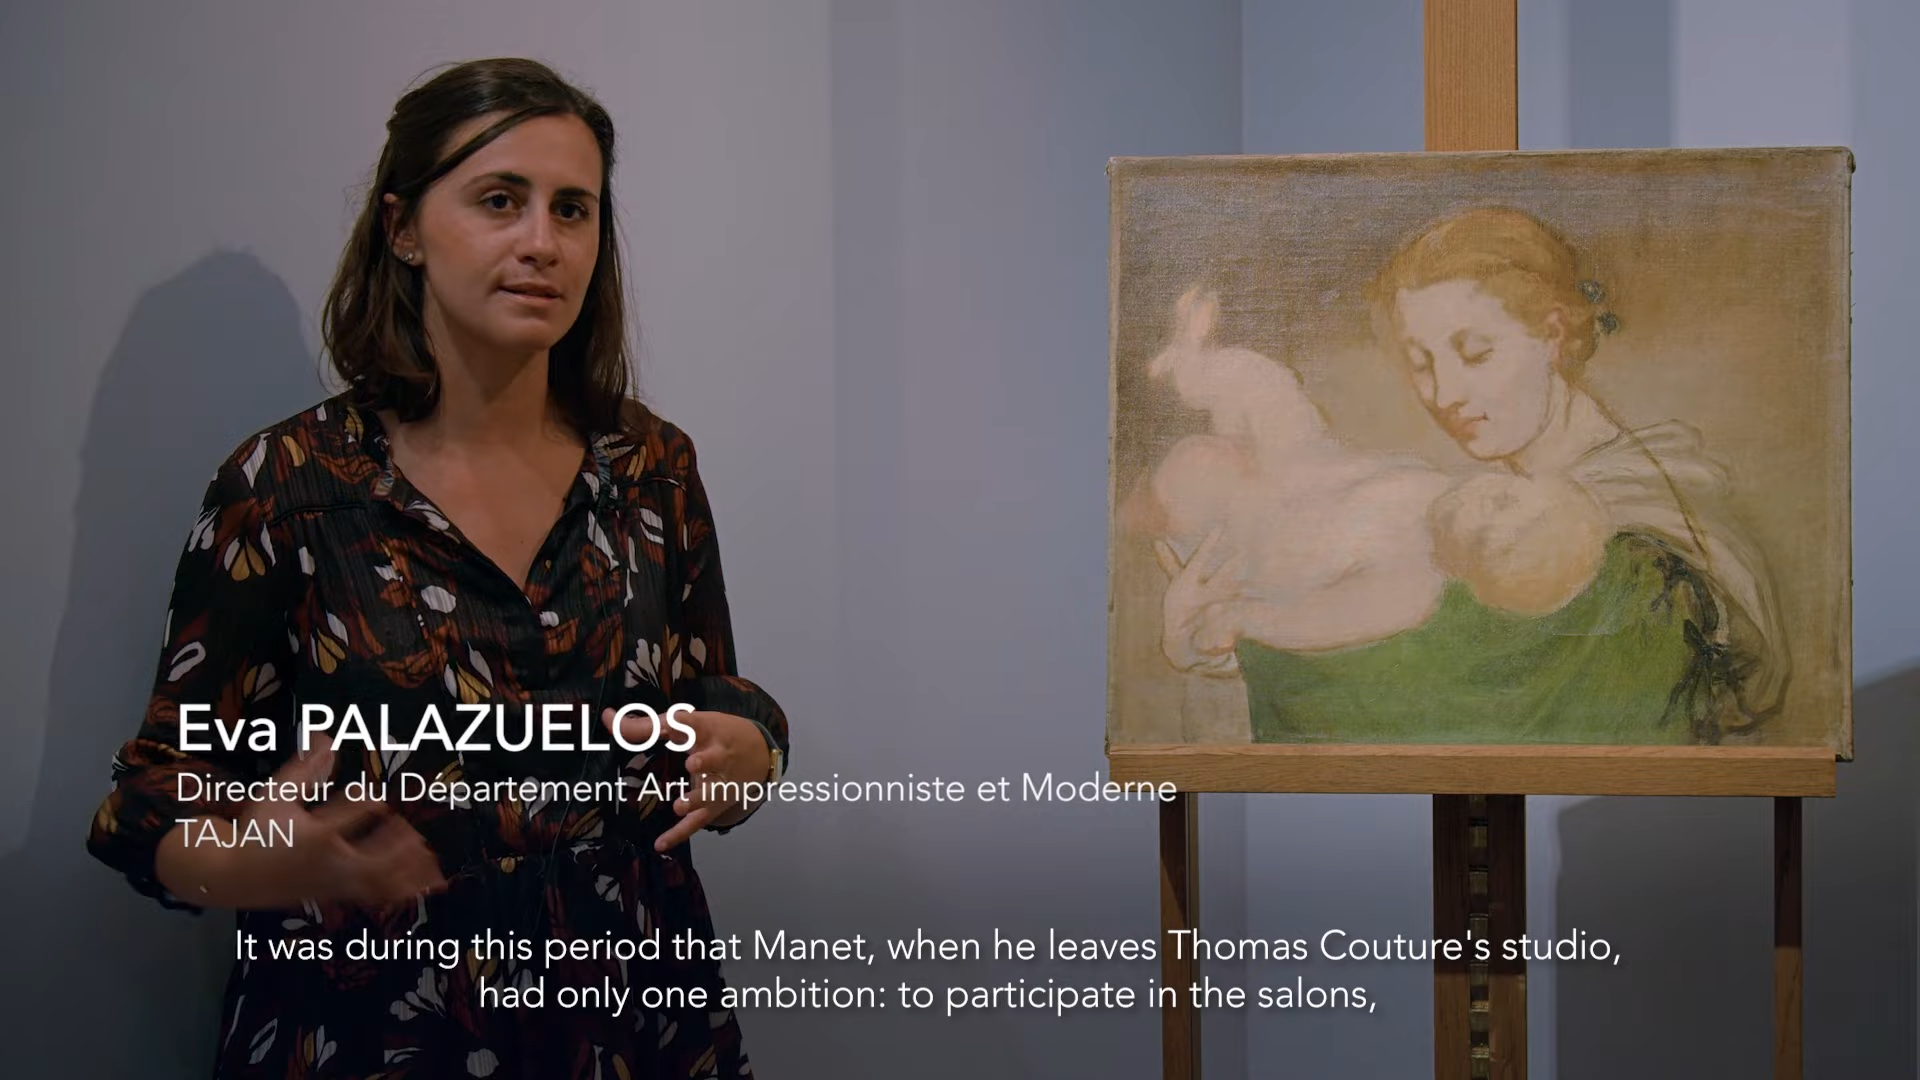 Eva PALAZUELOS
Directeur du Département Art impressionniste et Moderne
TAJAN
It was during this period that Manet, when he leaves Thomas Couture's studio,
had only one ambition: to participate in the salons,